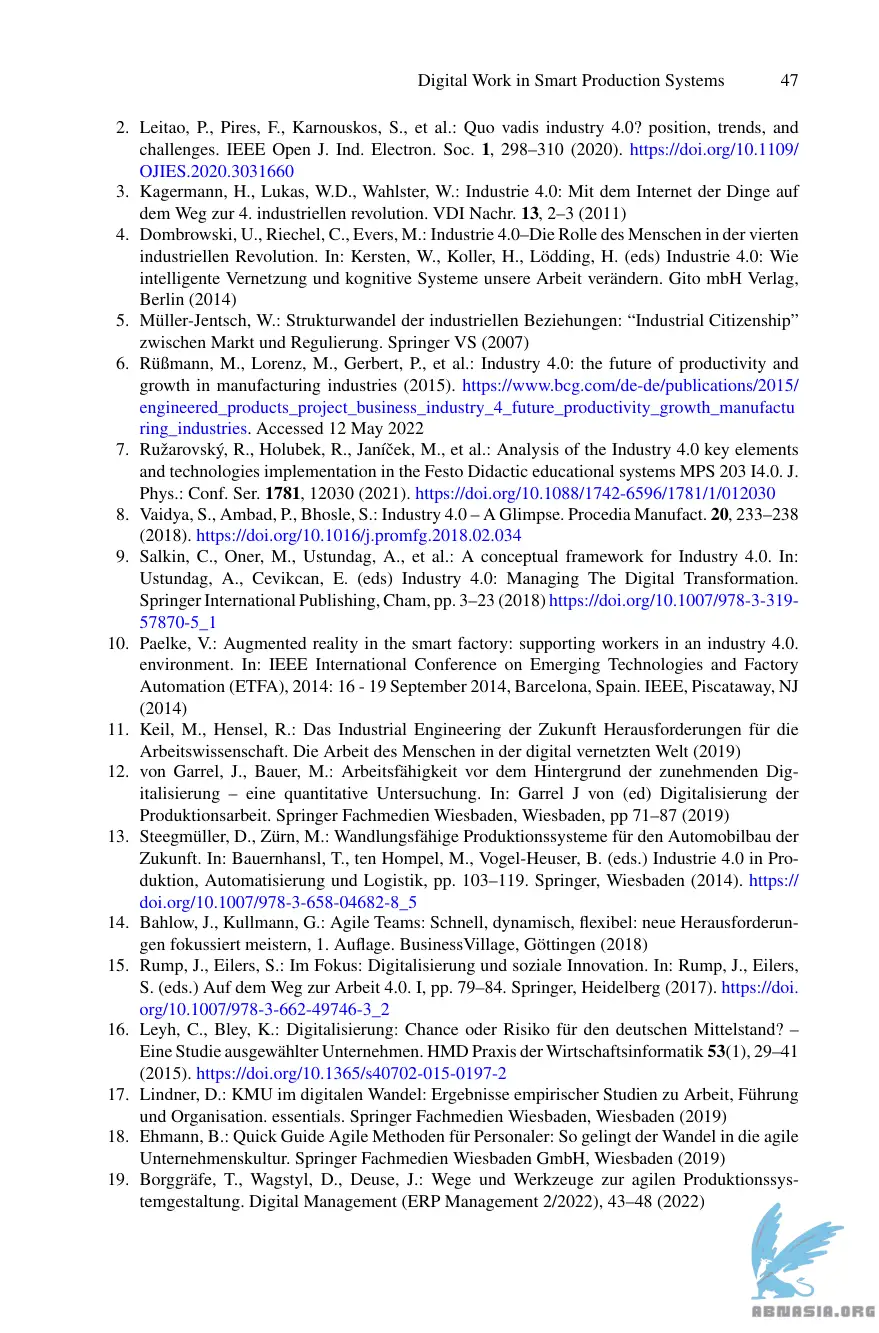 Digital Work in Smart Production Systems 47
2. Leitao, P., Pires, F., Karnouskos, S., et al.: Quo vadis industry 4.0? position, trends, and
challenges. IEEE Open J. Ind. Electron. Soc. 1, 298–310 (2020). https://doi.org/10.1109/
OJIES.2020.3031660
3. Kagermann, H., Lukas, W.D., Wahlster, W.: Industrie 4.0: Mit dem Internet der Dinge auf
dem Weg zur 4. industriellen revolution. VDI Nachr. 13, 2–3 (2011)
4. Dombrowski, U., Riechel, C., Evers, M.: Industrie 4.0–Die Rolle des Menschen in der vierten
industriellen Revolution. In: Kersten, W., Koller, H., Lödding, H. (eds) Industrie 4.0: Wie
intelligente Vernetzung und kognitive Systeme unsere Arbeit verändern. Gito mbH Verlag,
Berlin (2014)
5. Müller-Jentsch, W.: Strukturwandel der industriellen Beziehungen: “Industrial Citizenship”
zwischen Markt und Regulierung. Springer VS (2007)
6. Rüßmann, M., Lorenz, M., Gerbert, P., et al.: Industry 4.0: the future of productivity and
growth in manufacturing industries (2015). https://www.bcg.com/de-de/publications/2015/
engineered_products_project_business_industry_4_future_productivity_growth_manufactu
ring_industries. Accessed 12 May 2022
7. Ružarovský, R., Holubek, R., Janíček, M., et al.: Analysis of the Industry 4.0 key elements
and technologies implementation in the Festo Didactic educational systems MPS 203 I4.0. J.
Phys.: Conf. Ser. 1781, 12030 (2021). https://doi.org/10.1088/1742-6596/1781/1/012030
8. Vaidya, S., Ambad, P., Bhosle, S.: Industry 4.0 – A Glimpse. Procedia Manufact. 20, 233–238
(2018). https://doi.org/10.1016/j.promfg.2018.02.034
9. Salkin, C., Oner, M., Ustundag, A., et al.: A conceptual framework for Industry 4.0. In:
Ustundag, A., Cevikcan, E. (eds) Industry 4.0: Managing The Digital Transformation.
Springer International Publishing, Cham, pp. 3–23 (2018) https://doi.org/10.1007/978-3-319-
57870-5_1
10. Paelke, V.: Augmented reality in the smart factory: supporting workers in an industry 4.0.
environment. In: IEEE International Conference on Emerging Technologies and Factory
Automation (ETFA), 2014: 16 - 19 September 2014, Barcelona, Spain. IEEE, Piscataway, NJ
(2014)
11. Keil, M., Hensel, R.: Das Industrial Engineering der Zukunft Herausforderungen für die
Arbeitswissenschaft. Die Arbeit des Menschen in der digital vernetzten Welt (2019)
12. von Garrel, J., Bauer, M.: Arbeitsfähigkeit vor dem Hintergrund der zunehmenden Dig-
italisierung – eine quantitative Untersuchung. In: Garrel J von (ed) Digitalisierung der
Produktionsarbeit. Springer Fachmedien Wiesbaden, Wiesbaden, pp 71–87 (2019)
13. Steegmüller, D., Zürn, M.: Wandlungsfähige Produktionssysteme für den Automobilbau der
Zukunft. In: Bauernhansl, T., ten Hompel, M., Vogel-Heuser, B. (eds.) Industrie 4.0 in Pro-
duktion, Automatisierung und Logistik, pp. 103–119. Springer, Wiesbaden (2014). https://
doi.org/10.1007/978-3-658-04682-8_5
14. Bahlow, J., Kullmann, G.: Agile Teams: Schnell, dynamisch, flexibel: neue Herausforderun-
gen fokussiert meistern, 1. Auflage. BusinessVillage, Göttingen (2018)
15. Rump, J., Eilers, S.: Im Fokus: Digitalisierung und soziale Innovation. In: Rump, J., Eilers,
S. (eds.) Auf dem Weg zur Arbeit 4.0. I, pp. 79–84. Springer, Heidelberg (2017). https://doi.
org/10.1007/978-3-662-49746-3_2
16. Leyh, C., Bley, K.: Digitalisierung: Chance oder Risiko für den deutschen Mittelstand? –
Eine Studie ausgewählter Unternehmen. HMD Praxis der Wirtschaftsinformatik 53(1), 29–41
(2015). https://doi.org/10.1365/s40702-015-0197-2
17. Lindner, D.: KMU im digitalen Wandel: Ergebnisse empirischer Studien zu Arbeit, Führung
und Organisation. essentials. Springer Fachmedien Wiesbaden, Wiesbaden (2019)
18. Ehmann, B.: Quick Guide Agile Methoden für Personaler: So gelingt der Wandel in die agile
Unternehmenskultur. Springer Fachmedien Wiesbaden GmbH, Wiesbaden (2019)
19. Borggräfe, T., Wagstyl, D., Deuse, J.: Wege und Werkzeuge zur agilen Produktionssys-
temgestaltung. Digital Management (ERP Management 2/2022), 43–48 (2022)
ABNASIA.ORG